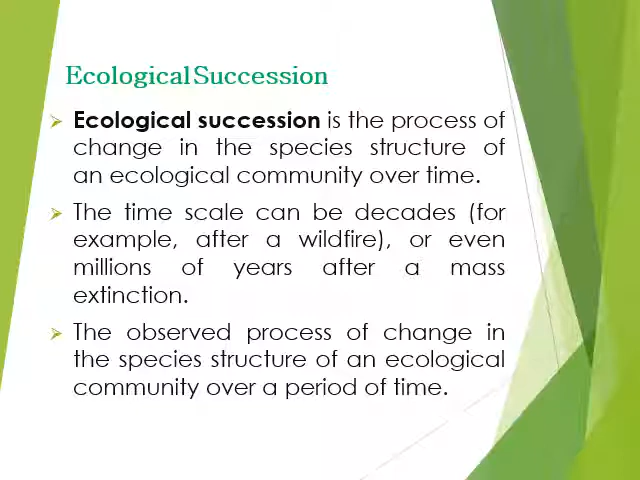 Ecological Succession
➢ Ecological succession is the process of
change in the species structure of
an ecological community over time.
➢ The time scale can be decades (for
example, after a wildfire), or even
millions of years after a mass
extinction.
➢ The observed process of change in
the species structure of an ecological
community over a period of time.